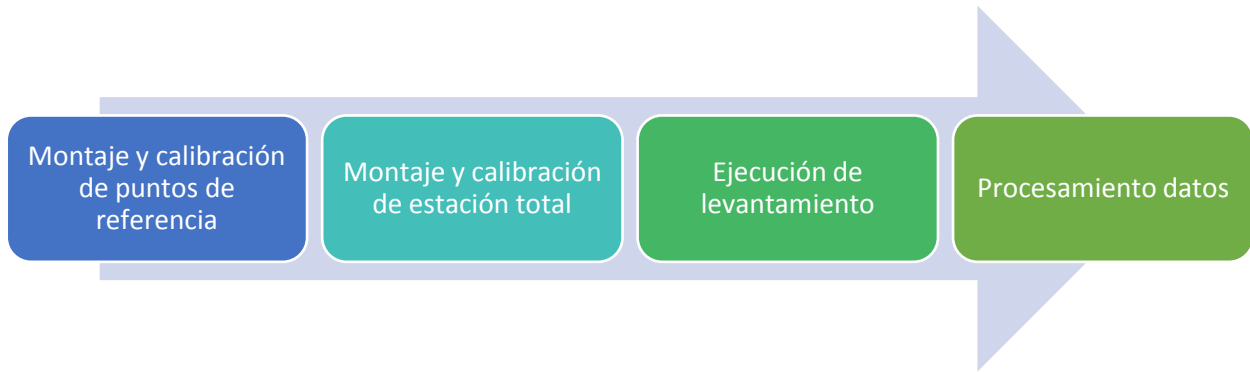 Montaje y calibración
de puntos de
referencia
Montaje y calibración
de estación total
Ejecución de
levantamiento
Procesamiento datos